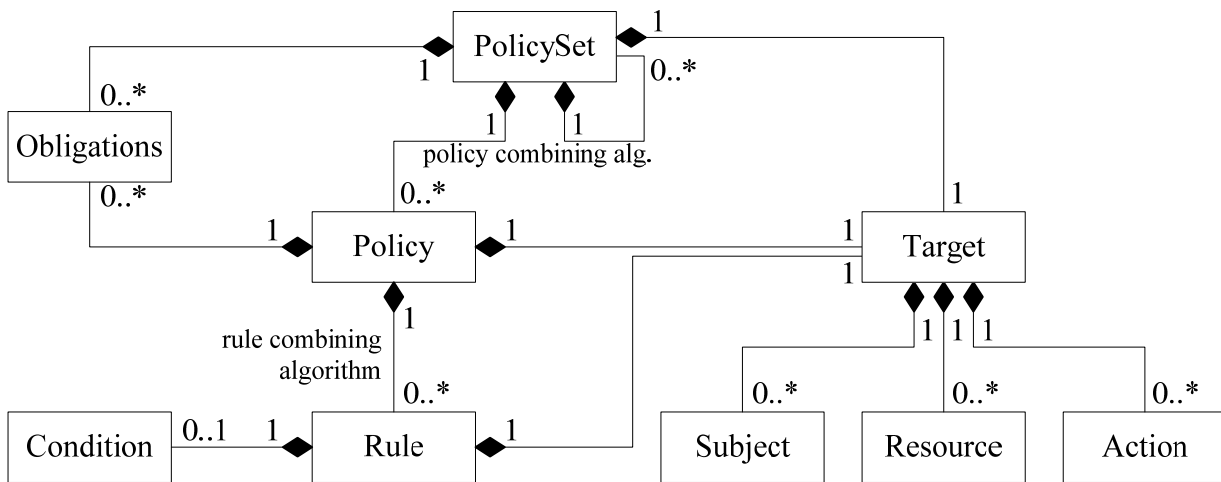 PolicySet
1
1
0..*
0..*
1
1
policy combining alg.
Obligations
0..*
0..*
1
1
Policy
1
1
Target
1
1
rule combining
algorithm
0..*
1
1
1
0..*
0..*
0..*
Condition
0..1
1
Rule
1
Subject
Resource
Action